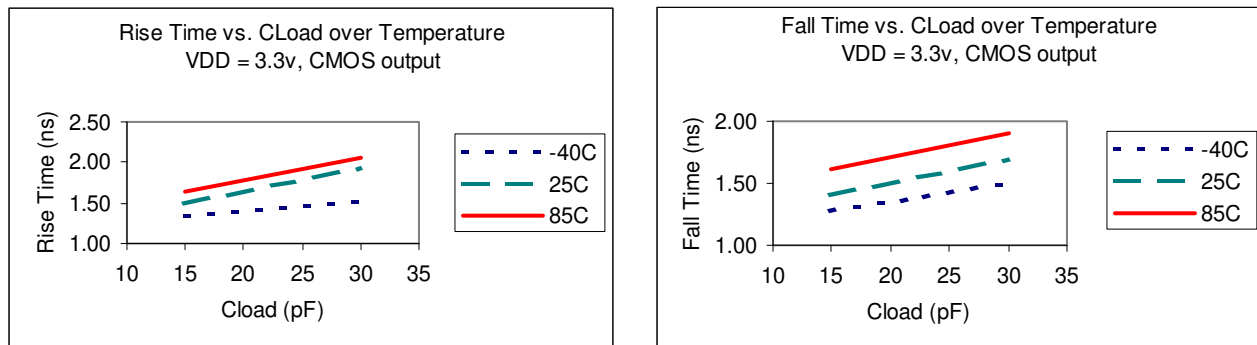 Rise Time vs. CLoad over Temperature
VDD = 3.3v, CMOS output
Rise Time (ns)
2.50
2.00
1.50
1.00
10 15 20 25 30 35
Cload (pF)
-40C
25C
85C
Fall Time vs. CLoad over Temperature
VDD = 3.3v, CMOS output
Fall Time (ns)
2.00
1.50
1.00
10 15 20 25 30 35
Cload (pF)
-40C
25C
85C